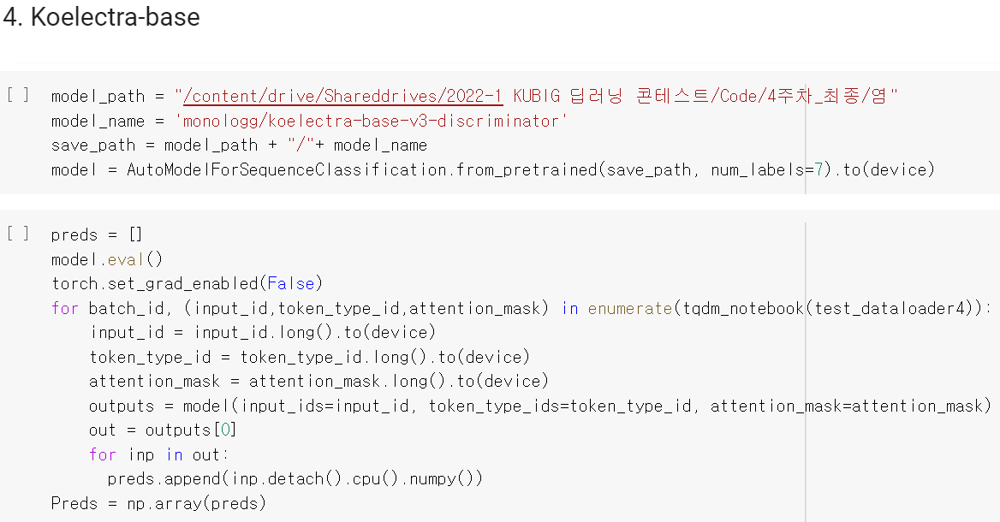 4. Koelectra-base
[ ] model_path = "/content/drive/Shareddrives/2022-1 KUBIG 딥러닝 콘테스트/Code/4주차_최종/염"
model_name = 'monologg/koelectra-base-v3-discriminator'
save_path = model_path + "/"+ model_name
model = AutoModelForSequenceClassification.from_pretrained(save_path, num_labels=7).to(device)
[ ] preds = []
model.eval()
torch.set_grad_enabled(False)
for batch_id, (input_id,token_type_id,attention_mask) in enumerate(tqdm_notebook(test_dataloader4)):
    input_id = input_id.long().to(device)
    token_type_id = token_type_id.long().to(device)
    attention_mask = attention_mask.long().to(device)
    outputs = model(input_ids=input_id, token_type_ids=token_type_id, attention_mask=attention_mask)
    out = outputs[0]
    for inp in out:
      preds.append(inp.detach().cpu().numpy())
Preds = np.array(preds)